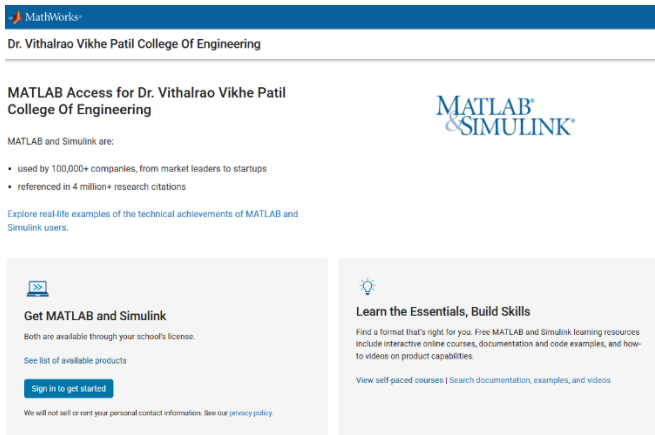 MathWorks®
Dr. Vithalrao Vikhe Patil College Of Engineering
MATLAB Access for Dr. Vithalrao Vikhe Patil
College Of Engineering
MATLAB®
&SIMULINK®
MATLAB and Simulink are:
• used by 100,000+ companies, from market leaders to startups
• referenced in 4 million+ research citations
Explore real-life examples of the technical achievements of MATLAB and
Simulink users.
Get MATLAB and Simulink
Both are available through your school's license.
See list of available products
Sign in to get started
We will not sell or rent your personal contact information. See our privacy policy.
Learn the Essentials, Build Skills
Find a format that's right for you. Free MATLAB and Simulink learning resources
include interactive online courses, documentation and code examples, and how-
to videos on product capabilities.
View self-paced courses | Search documentation, examples, and videos